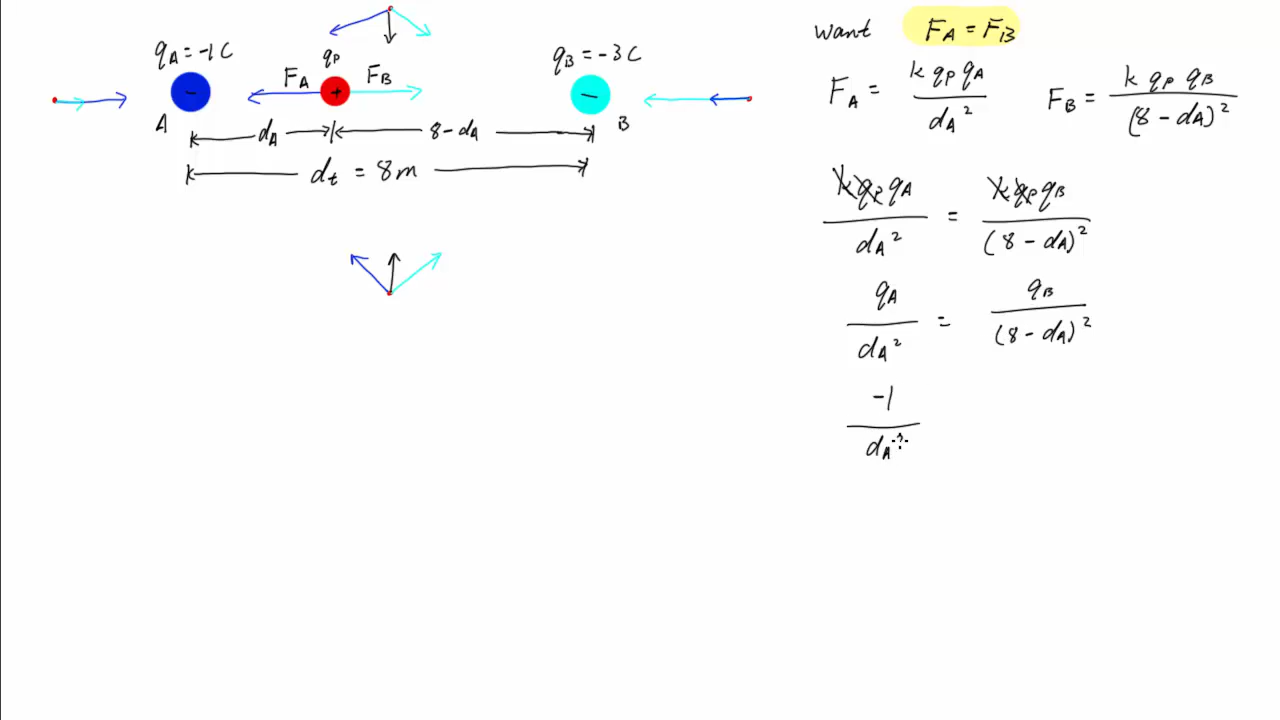 q_A = -1 C
q_P
q_B = -3 C
F_A
F_B
-
+
-
A
B
d_A
8 - d_A
d_t = 8m
want F_A = F_B
F_A = k q_P q_A / d_A²
F_B = k q_P q_B / (8 - d_A)²
k q_P q_A / d_A² = k q_P q_B / (8 - d_A)²
q_A / d_A² = q_B / (8 - d_A)²
-1 / d_A